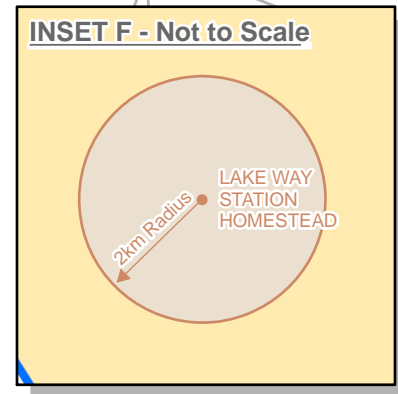 INSET F - Not to Scale
LAKE WAY
STATION
HOMESTEAD
2km Radius